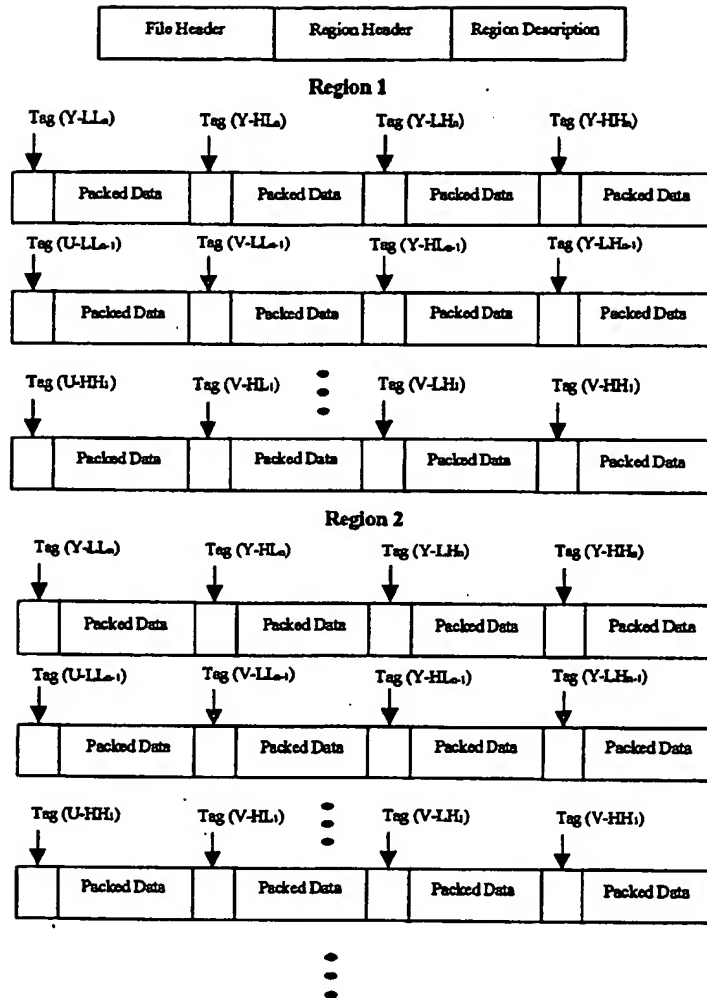 File Header Region Header Region Description
Region 1
Tag (Y-LLn) Tag (Y-HLn) Tag (Y-LHn) Tag (Y-HHn)
Packed Data Packed Data Packed Data Packed Data
Tag (U-LLn-1) Tag (V-LLn-1) Tag (Y-HLn-1) Tag (Y-LHn-1)
Packed Data Packed Data Packed Data Packed Data
Tag (U-HH1) Tag (V-HL1) Tag (V-LH1) Tag (V-HH1)
Packed Data Packed Data Packed Data Packed Data
Region 2
Tag (Y-LLn) Tag (Y-HLn) Tag (Y-LHn) Tag (Y-HHn)
Packed Data Packed Data Packed Data Packed Data
Tag (U-LLn-1) Tag (V-LLn-1) Tag (Y-HLn-1) Tag (Y-LHn-1)
Packed Data Packed Data Packed Data Packed Data
Tag (U-HH1) Tag (V-HL1) Tag (V-LH1) Tag (V-HH1)
Packed Data Packed Data Packed Data Packed Data